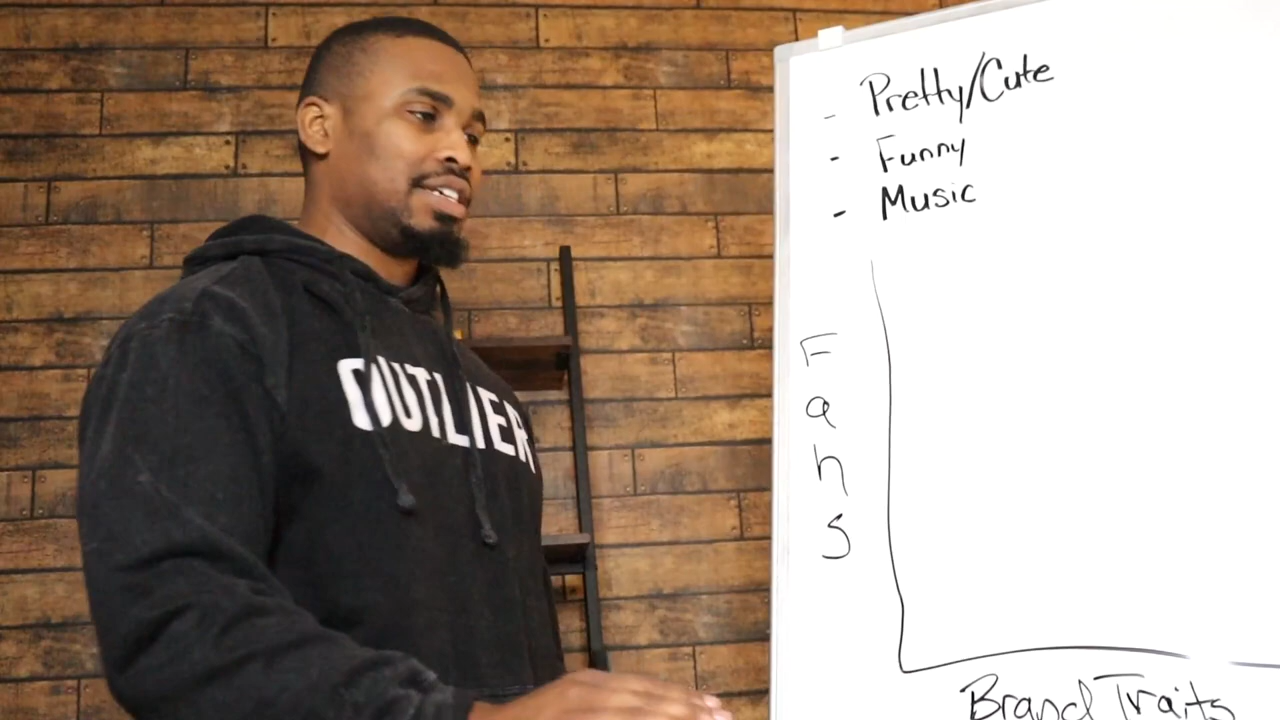 - Pretty/Cute
- Funny
- Music
Fans
Brand Traits
OUTLIER